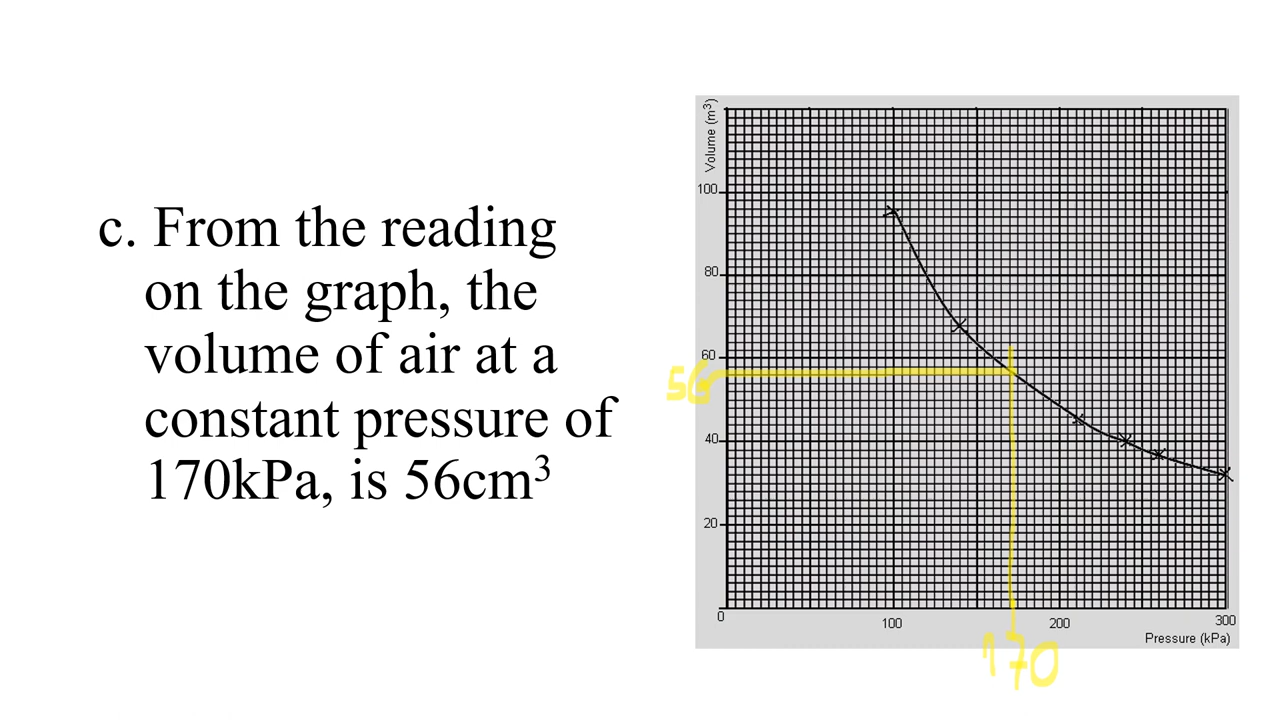 c. From the reading
on the graph, the
volume of air at a
constant pressure of
170kPa, is 56cm³
Volume (m³)
100
80
60
56
40
20
0
100
200
300
Pressure (kPa)
170